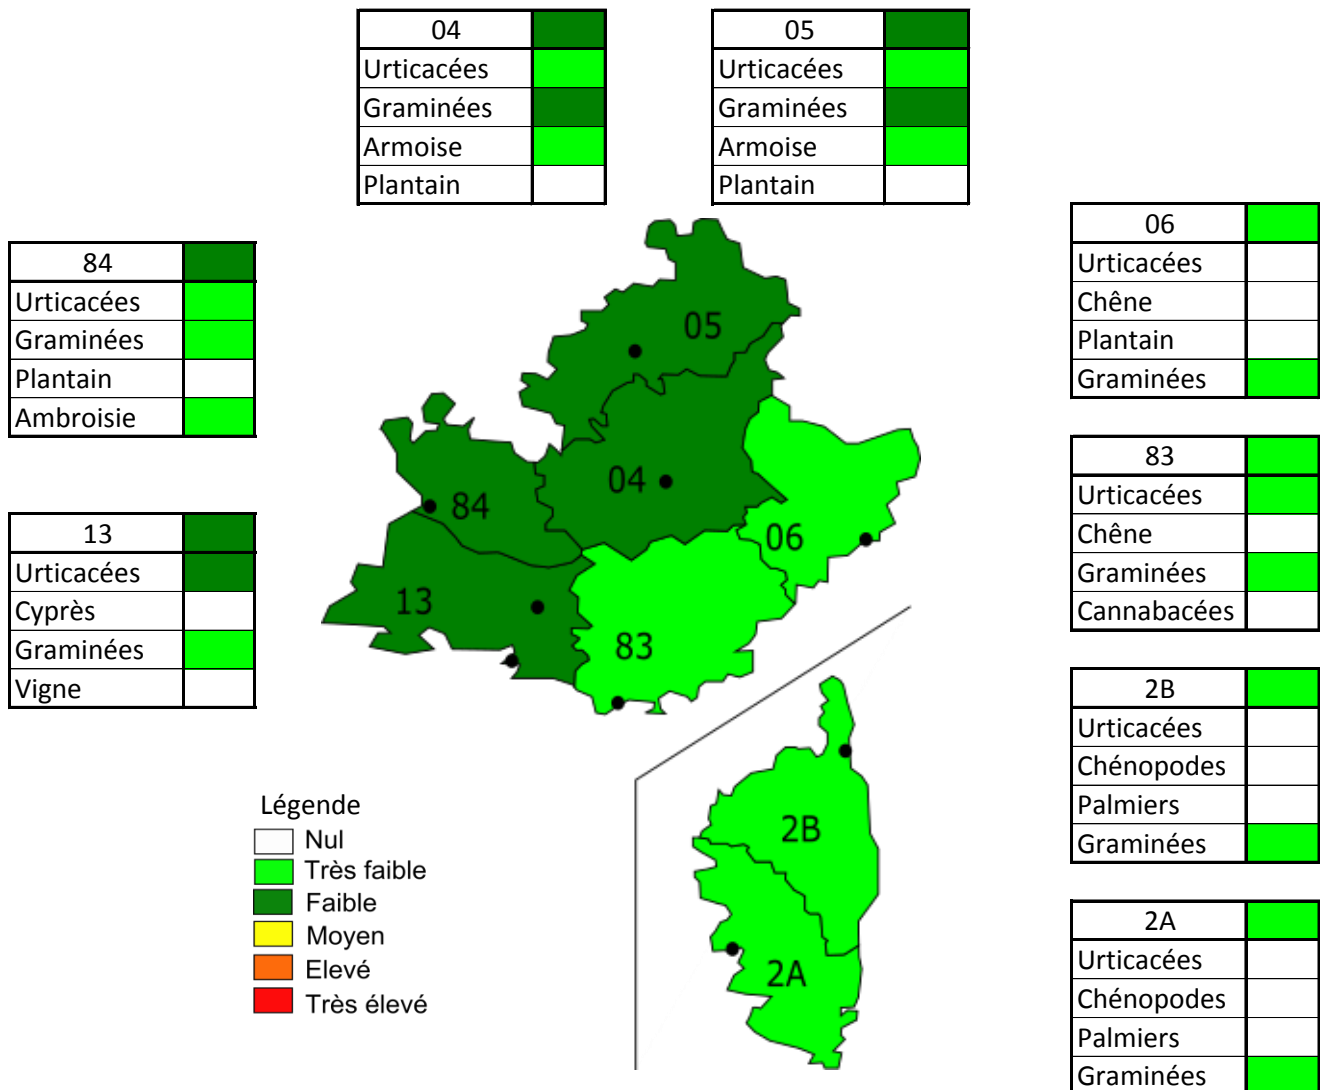 04
Urticacées
Graminées
Armoise
Plantain
05
Urticacées
Graminées
Armoise
Plantain
84
Urticacées
Graminées
Plantain
Ambroisie
13
Urticacées
Cyprès
Graminées
Vigne
06
Urticacées
Chêne
Plantain
Graminées
83
Urticacées
Chêne
Graminées
Cannabacées
2B
Urticacées
Chénopodes
Palmiers
Graminées
2A
Urticacées
Chénopodes
Palmiers
Graminées
05
04
84
06
13
83
2B
2A
Légende
Nul
Très faible
Faible
Moyen
Elevé
Très élevé